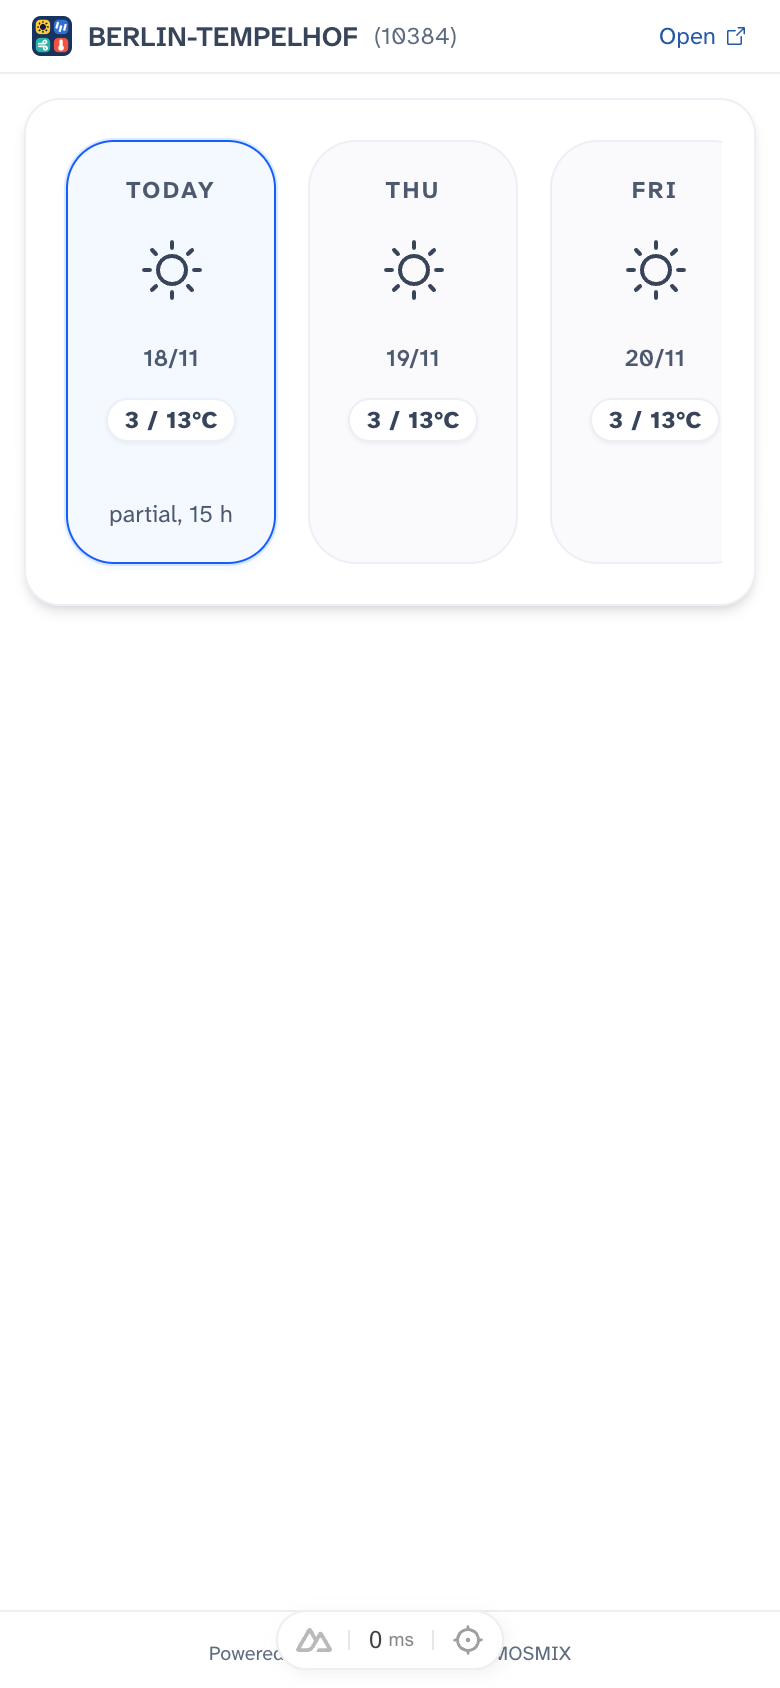 BERLIN-TEMPELHOF (10384) Open
TODAY
18/11
3 / 13°C
partial, 15 h
THU
19/11
3 / 13°C
FRI
20/11
3 / 13°C
0 ms
MOSMIX